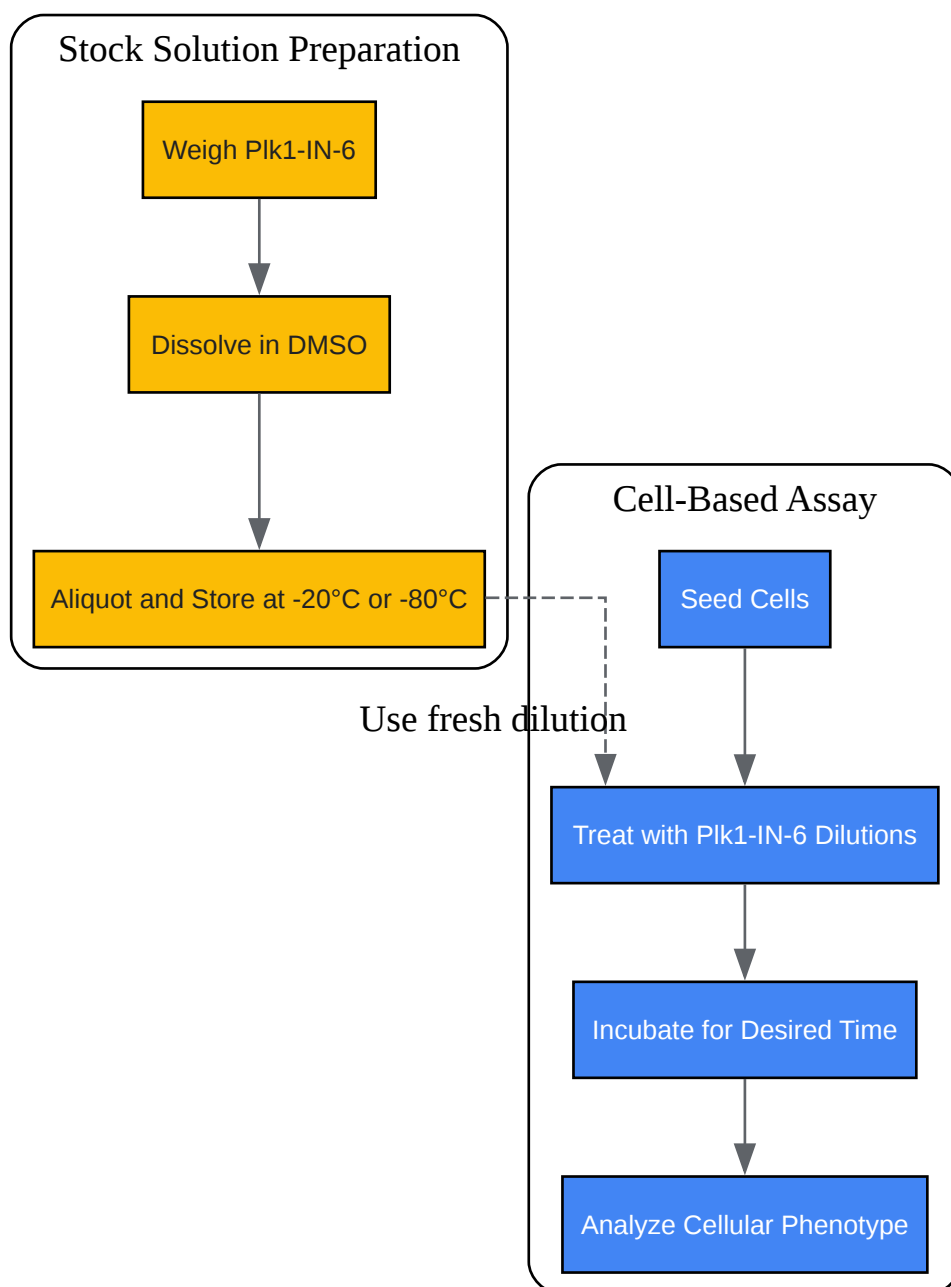 Stock Solution Preparation
Weigh Plk1-IN-6
Dissolve in DMSO
Aliquot and Store at -20°C or -80°C
Use fresh dilution
Cell-Based Assay
Seed Cells
Treat with Plk1-IN-6 Dilutions
Incubate for Desired Time
Analyze Cellular Phenotype